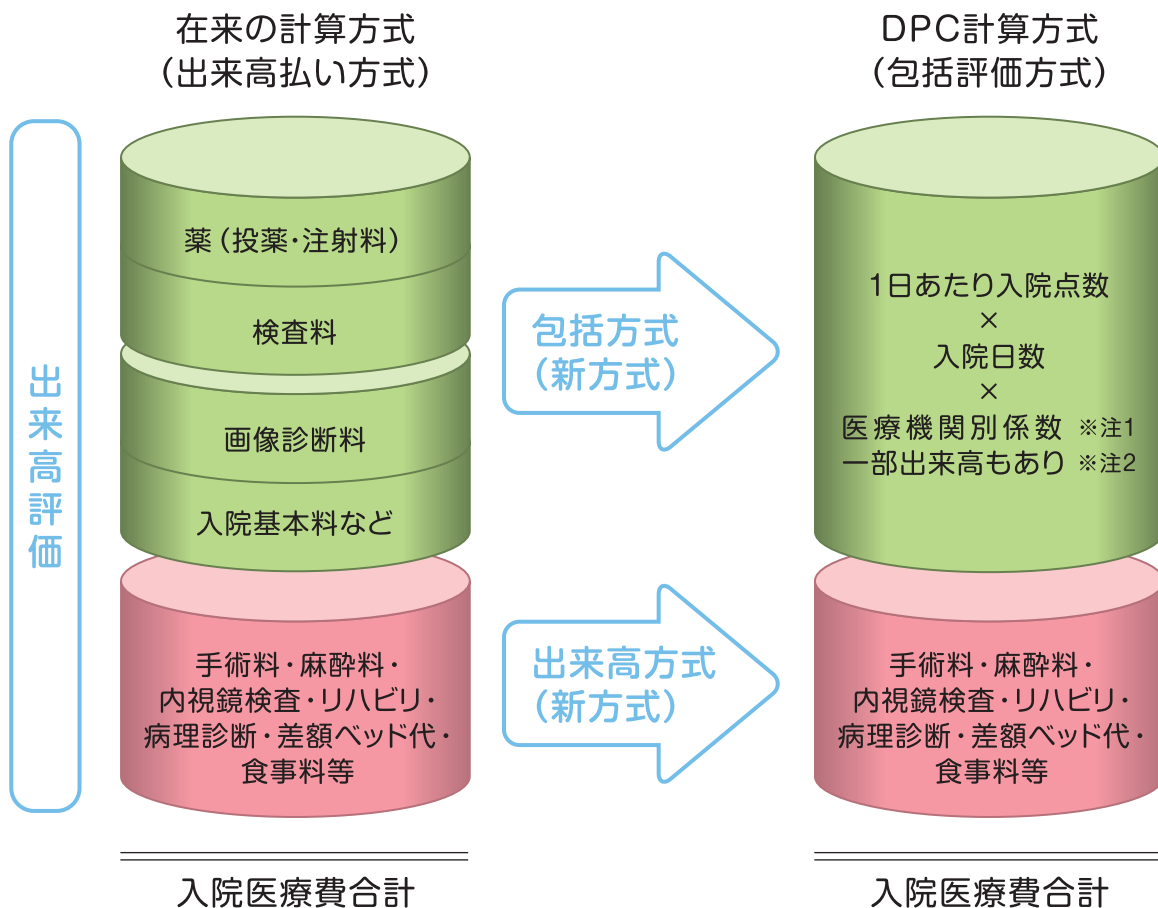 在来の計算方式
（出来高払い方式）
DPC計算方式
（包括評価方式）
出来高評価
薬（投薬・注射料）
検査料
画像診断料
入院基本料など
包括方式
（新方式）
1日あたり入院点数
×
入院日数
×
医療機関別係数 ※注1
一部出来高もあり ※注2
手術料・麻酔料・
内視鏡検査・リハビリ・
病理診断・差額ベッド代・
食事料等
出来高方式
（新方式）
手術料・麻酔料・
内視鏡検査・リハビリ・
病理診断・差額ベッド代・
食事料等
入院医療費合計
入院医療費合計